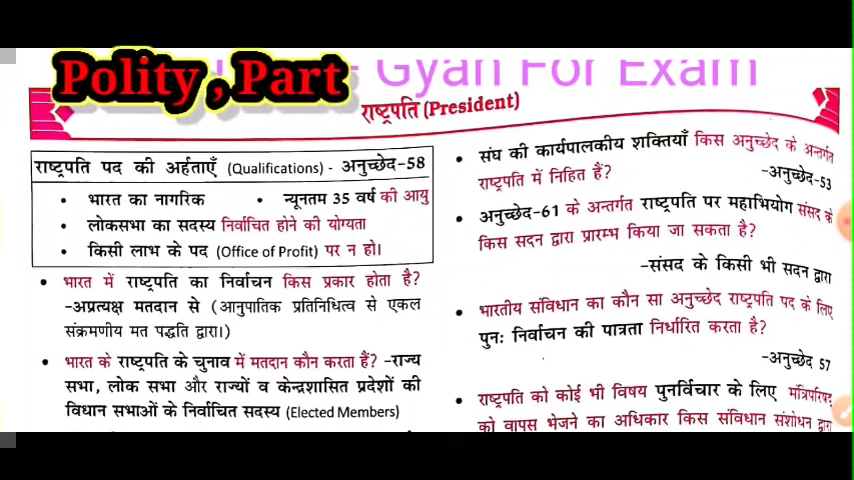 Polity , Part
Gyan For Exam
राष्ट्रपति (President)
राष्ट्रपति पद की अर्हताएँ (Qualifications) - अनुच्छेद-58
• भारत का नागरिक • न्यूनतम 35 वर्ष की आयु
• लोकसभा का सदस्य निर्वाचित होने की योग्यता
• किसी लाभ के पद (Office of Profit) पर न हो।
• भारत में राष्ट्रपति का निर्वाचन किस प्रकार होता है?
-अप्रत्यक्ष मतदान से (आनुपातिक प्रतिनिधित्व से एकल
संक्रमणीय मत पद्धति द्वारा।)
• भारत के राष्ट्रपति के चुनाव में मतदान कौन करता हैं? -राज्य
सभा, लोक सभा और राज्यों व केन्द्रशासित प्रदेशों की
विधान सभाओं के निर्वाचित सदस्य (Elected Members)
• संघ की कार्यपालकीय शक्तियाँ किस अनुच्छेद के अन्तर्गत
राष्ट्रपति में निहित हैं? -अनुच्छेद-53
• अनुच्छेद-61 के अन्तर्गत राष्ट्रपति पर महाभियोग संसद के
किस सदन द्वारा प्रारम्भ किया जा सकता है?
-संसद के किसी भी सदन द्वारा
• भारतीय संविधान का कौन सा अनुच्छेद राष्ट्रपति पद के लिए
पुनः निर्वाचन की पात्रता निर्धारित करता है?
-अनुच्छेद 57
• राष्ट्रपति को कोई भी विषय पुनर्विचार के लिए मंत्रिपरिषद
को वापस भेजने का अधिकार किस संविधान संशोधन द्वारा